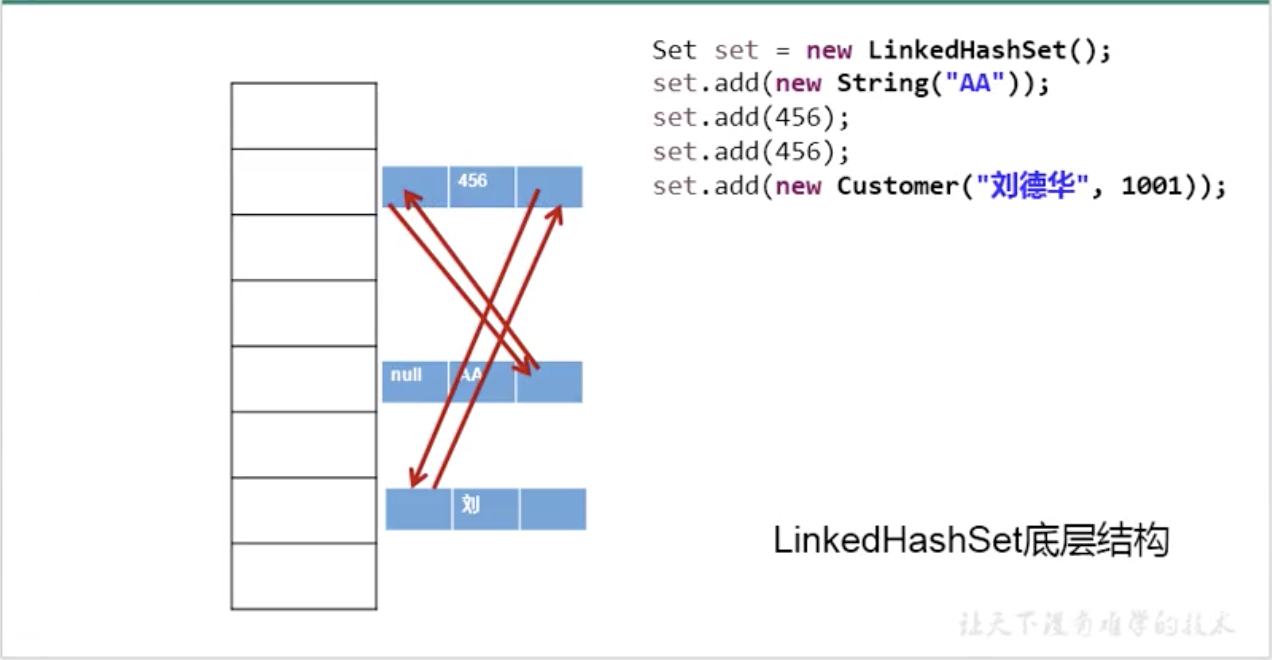 Set set = new LinkedHashSet();
set.add(new String("AA"));
set.add(456);
set.add(456);
set.add(new Customer("刘德华", 1001));
456
null AA
刘
LinkedHashSet底层结构
让天下没有难学的技术